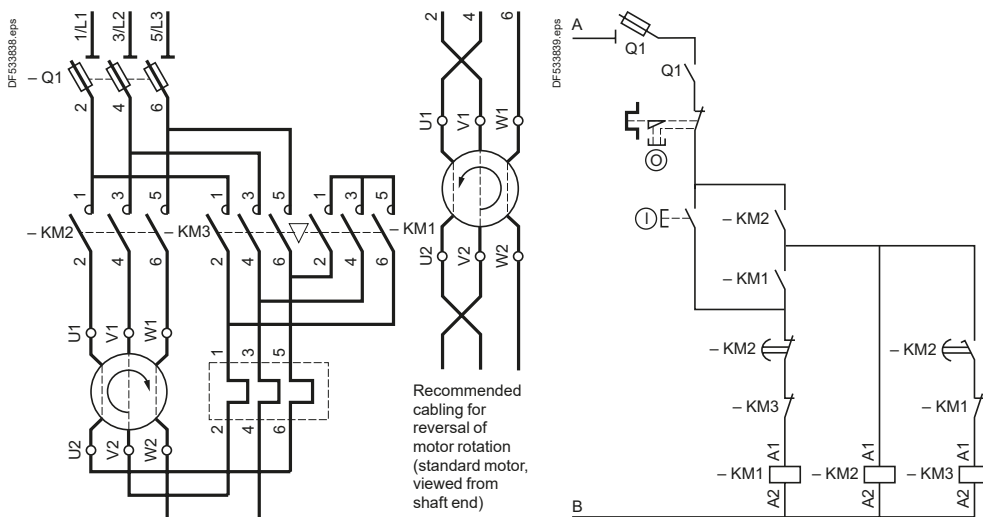 DF533838.eps
1/L1
3/L2
5/L3
– Q1
2
4
6
1
3
5
1
3
5
1
3
5
– KM2
– KM3
– KM1
2
4
6
2
4
6
2
4
6
U1
V1
W1
1
3
5
2
4
6
U2
V2
W2
2
4
6
U1
V1
W1
U2
V2
W2
Recommended
cabling for
reversal of
motor rotation
(standard motor,
viewed from
shaft end)
DF533839.eps
A
Q1
Q1
O
I
– KM2
– KM1
– KM2
– KM2
– KM3
– KM1
A1
A1
A1
– KM1
– KM2
– KM3
A2
A2
A2
B